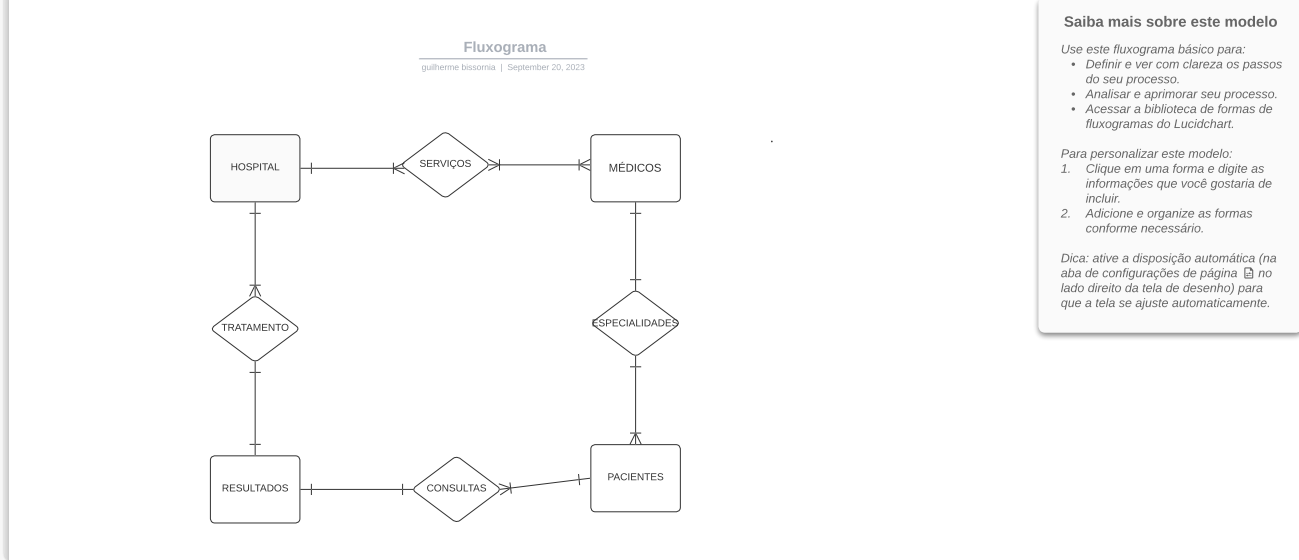 Fluxograma
guilherme bissornia | September 20, 2023
HOSPITAL
SERVIÇOS
MÉDICOS
TRATAMENTO
ESPECIALIDADES
RESULTADOS
CONSULTAS
PACIENTES
Saiba mais sobre este modelo
Use este fluxograma básico para:
• Definir e ver com clareza os passos
do seu processo.
• Analisar e aprimorar seu processo.
• Acessar a biblioteca de formas de
fluxogramas do Lucidchart.
Para personalizar este modelo:
1. Clique em uma forma e digite as
informações que você gostaria de
incluir.
2. Adicione e organize as formas
conforme necessário.
Dica: ative a disposição automática (na
aba de configurações de página no
lado direito da tela de desenho) para
que a tela se ajuste automaticamente.